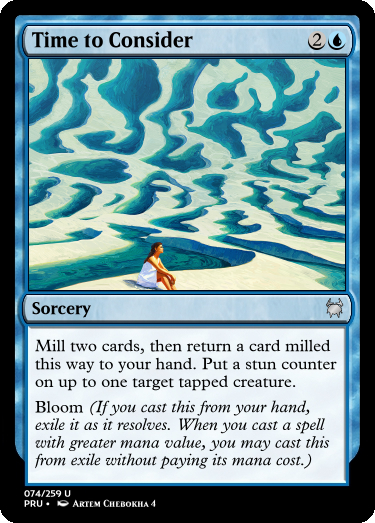 Time to Consider
2
Sorcery
Mill two cards, then return a card milled
this way to your hand. Put a stun counter
on up to one target tapped creature.
Bloom (If you cast this from your hand,
exile it as it resolves. When you cast a spell
with greater mana value, you may cast this
from exile without paying its mana cost.)
074/259 U
PRU • Artem Chebokha 4